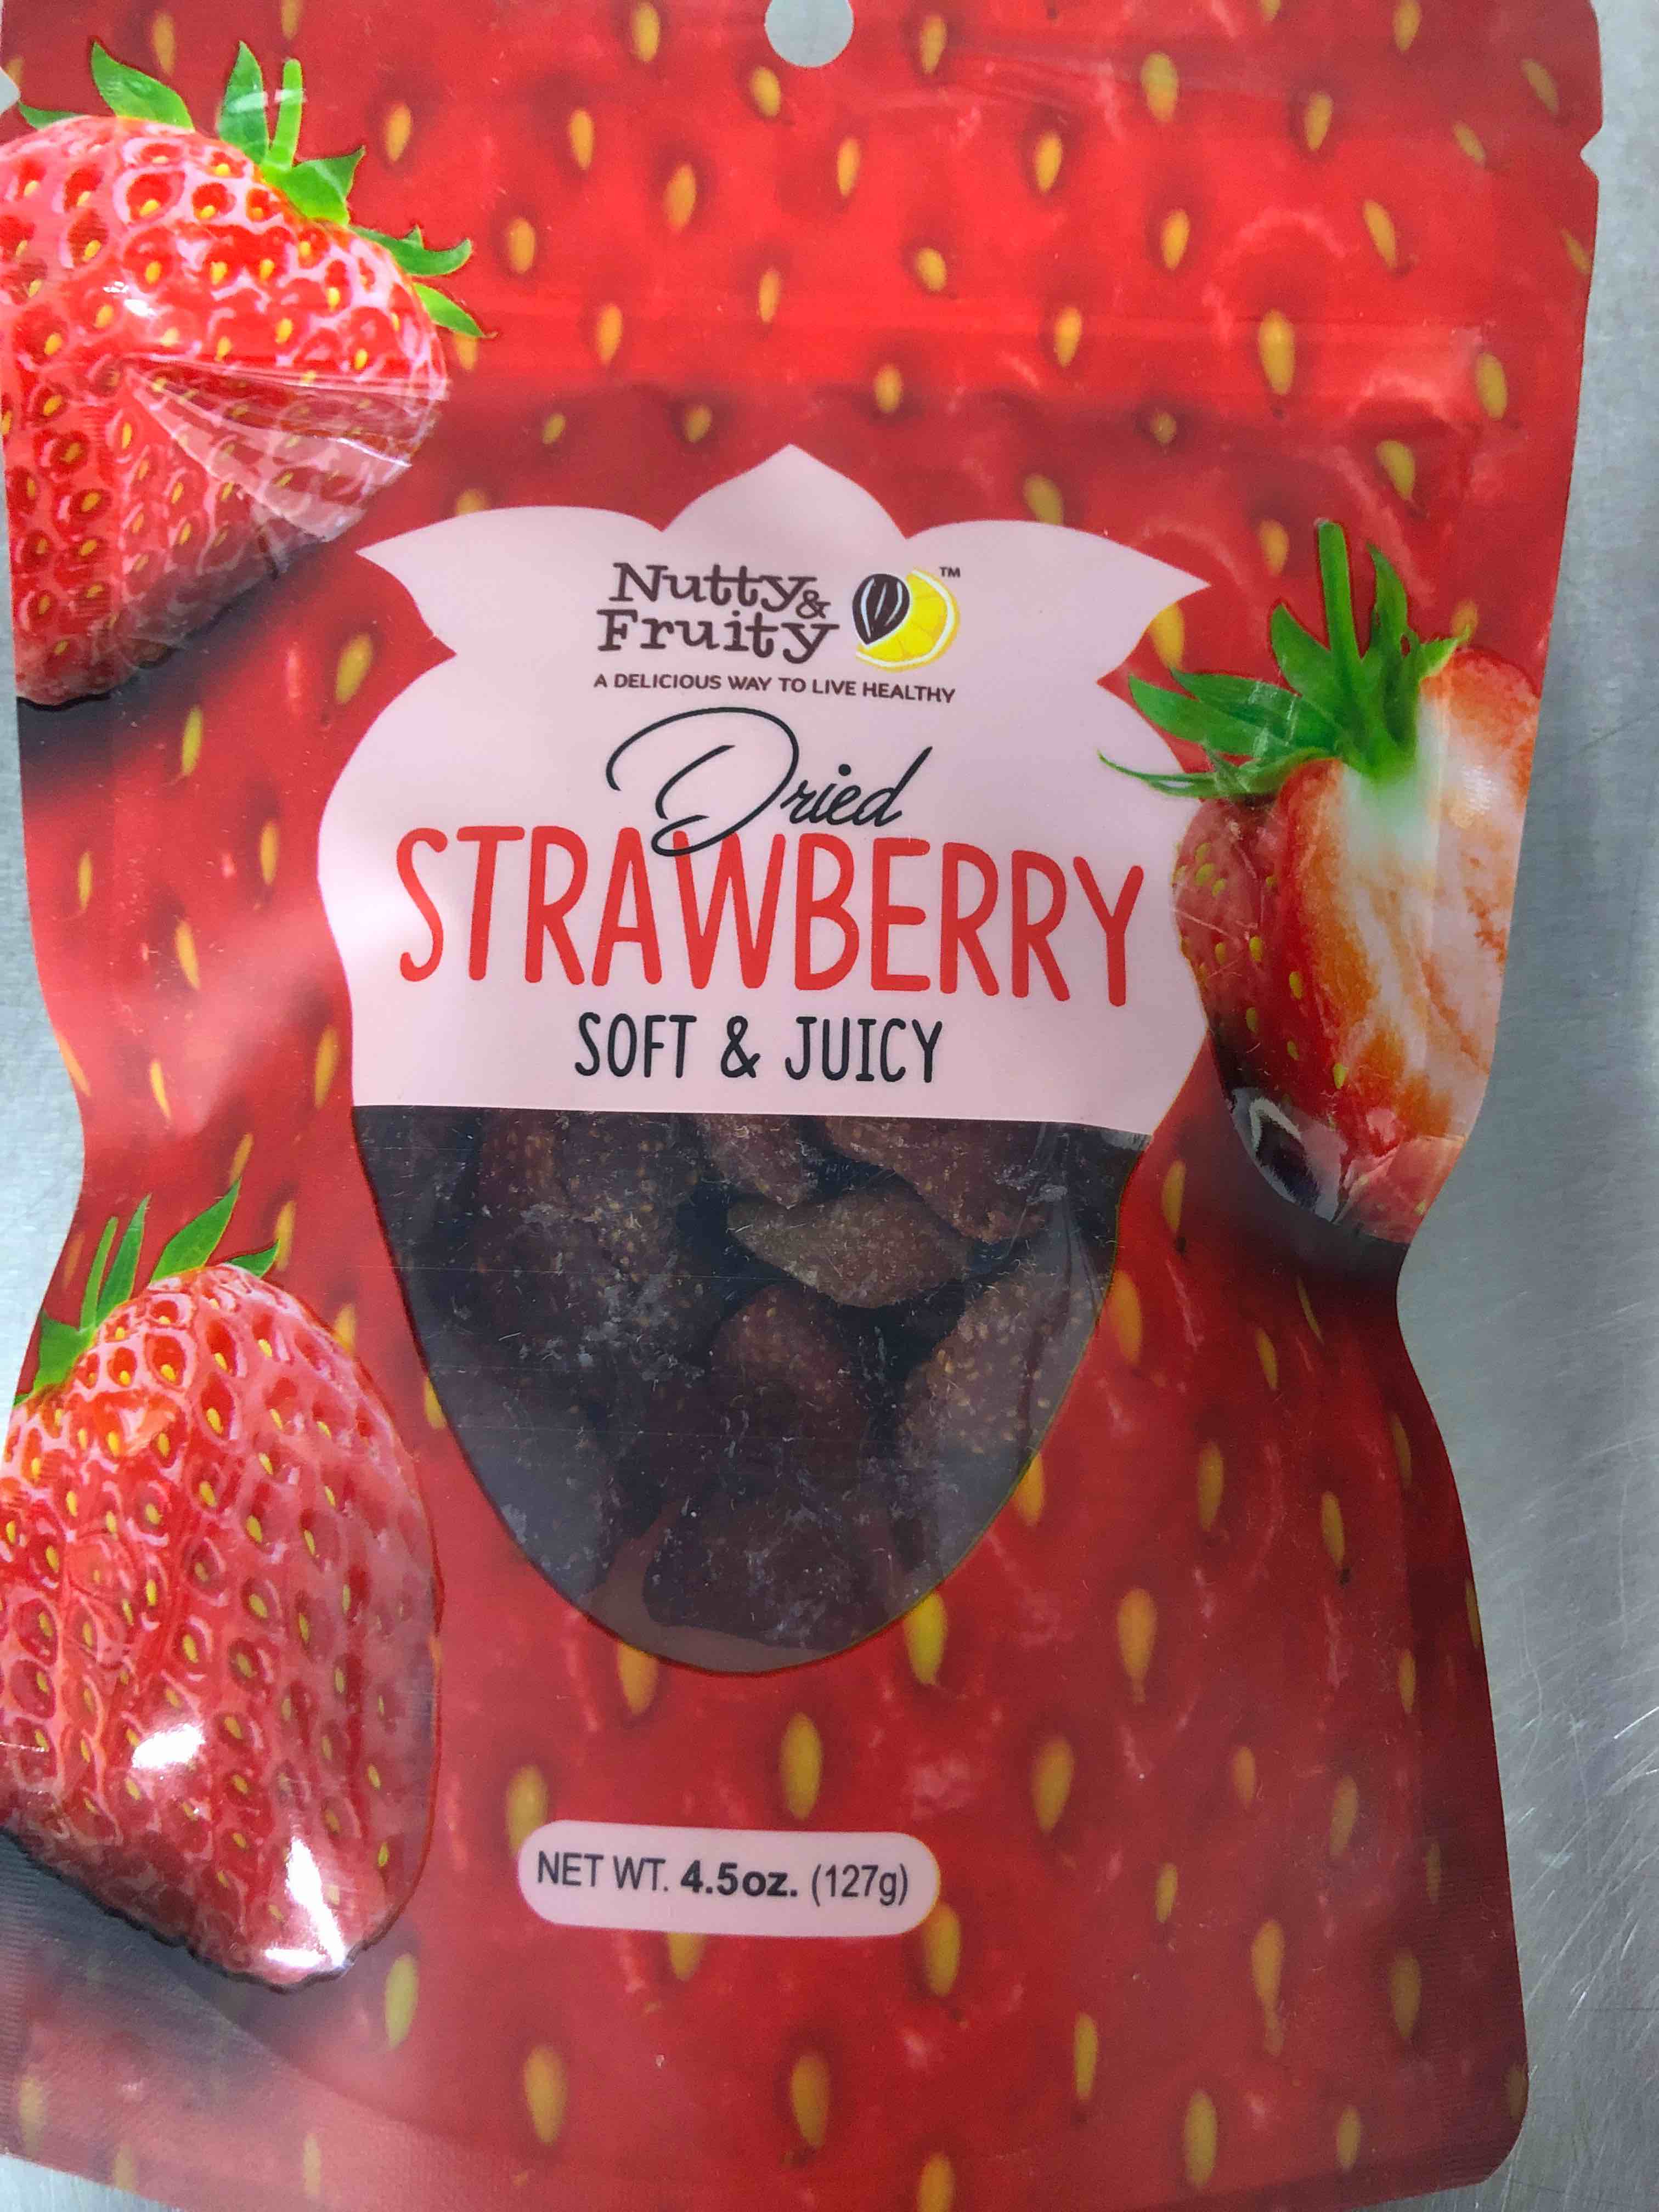 Nutty&
Fruity
TM
A DELICIOUS WAY TO LIVE HEALTHY
Dried
STRAWBERRY
SOFT & JUICY
NET WT. 4.5oz. (127g)